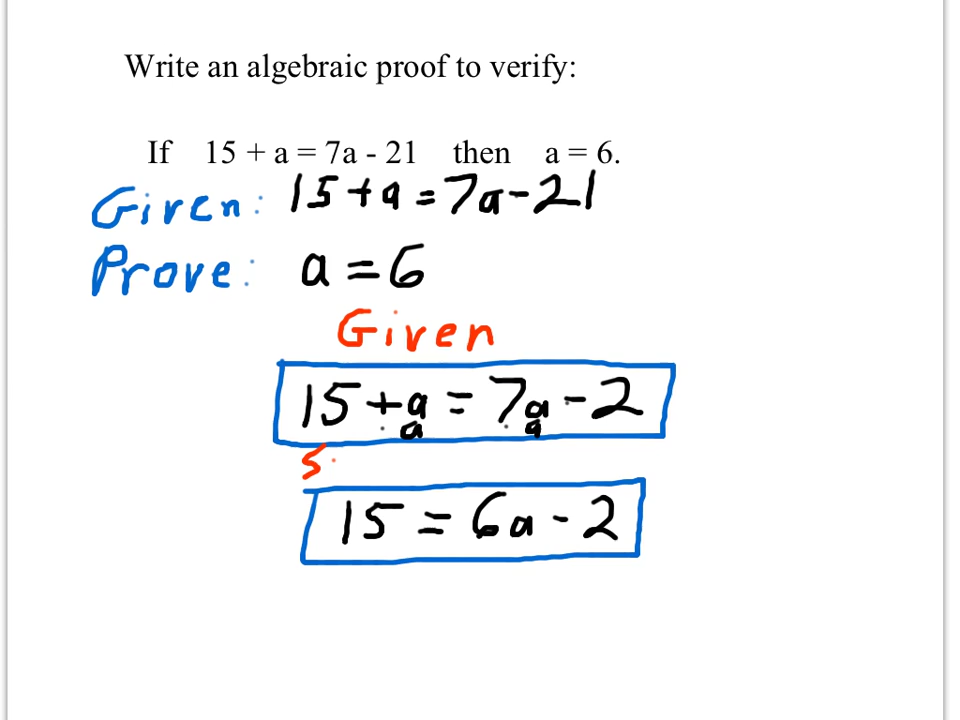 Write an algebraic proof to verify:
If 15 + a = 7a - 21 then a = 6.
Given: 15 + a = 7a - 21
Prove: a = 6
Given
15 + a = 7a - 2
a a
s
15 = 6a - 2